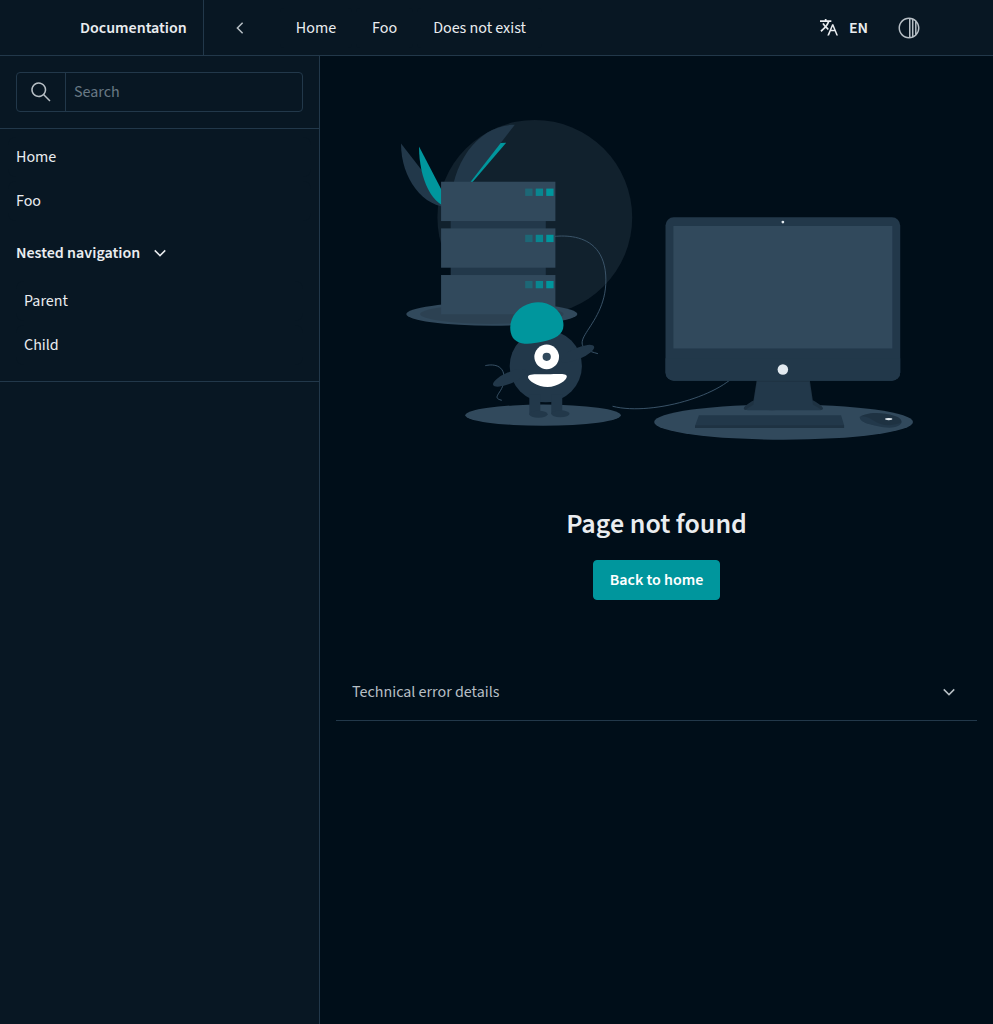 Documentation
Home
Foo
Does not exist
EN
Search
Home
Foo
Nested navigation
Parent
Child
Page not found
Back to home
Technical error details